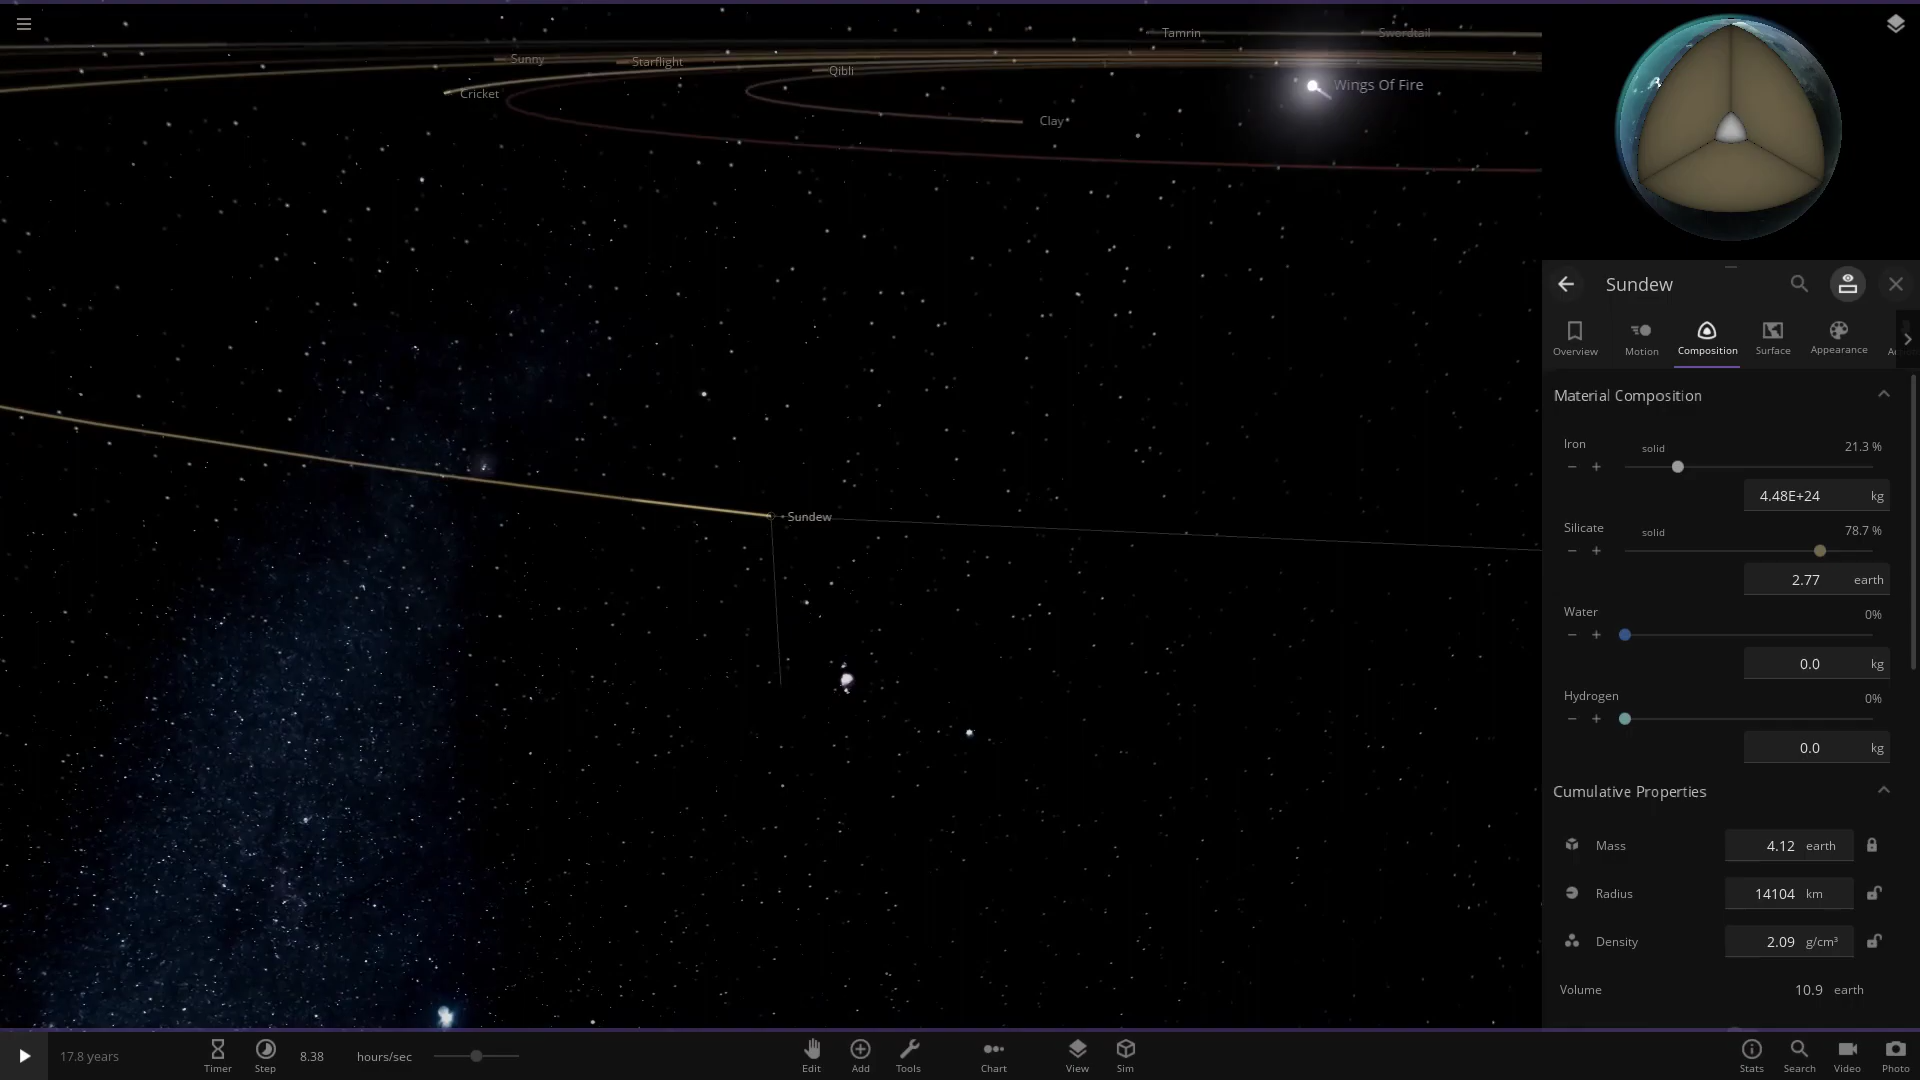 Tamrin
Swordtail
Sunny
Starflight
Qibli
Wings Of Fire
Cricket
Clay
Sundew
Sundew
Overview
Motion
Composition
Surface
Appearance
Material Composition
Iron
solid
21.3 %
4.48E+24 kg
Silicate
solid
78.7 %
2.77 earth
Water
0%
0.0 kg
Hydrogen
0%
0.0 kg
Cumulative Properties
Mass 4.12 earth
Radius 14104 km
Density 2.09 g/cm³
Volume 10.9 earth
17.8 years
Timer
Step
8.38 hours/sec
Edit
Add
Tools
Chart
View
Sim
Stats
Search
Video
Photo